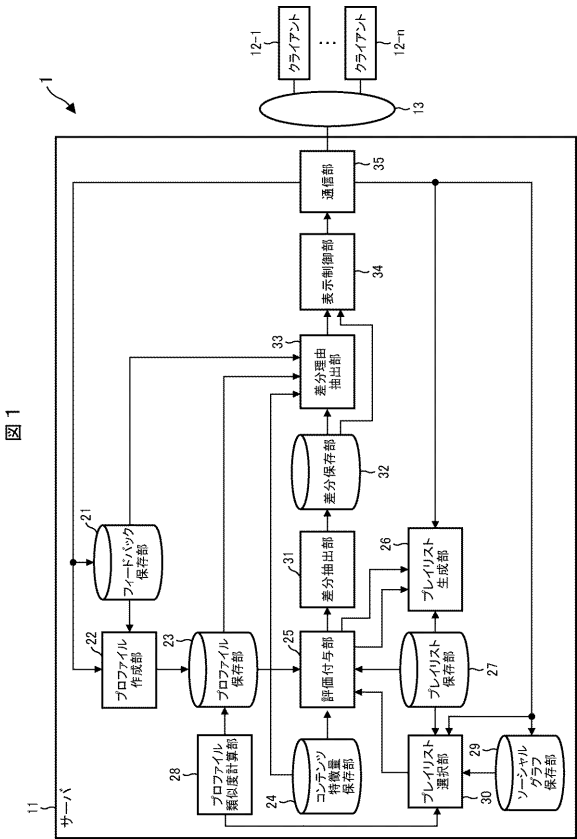 図1
1
11
サーバ
12-1
クライアント
…
12-n
クライアント
13
21
フィードバック
保存部
22
プロファイル
作成部
23
プロファイル
保存部
28
プロファイル
類似度計算部
24
コンテンツ
特徴量
保存部
25
評価付与部
31
差分抽出部
32
差分保存部
33
差分理由
抽出部
34
表示制御部
35
通信部
26
プレイリスト
生成部
27
プレイリスト
保存部
30
プレイリスト
選択部
29
ソーシャル
グラフ
保存部